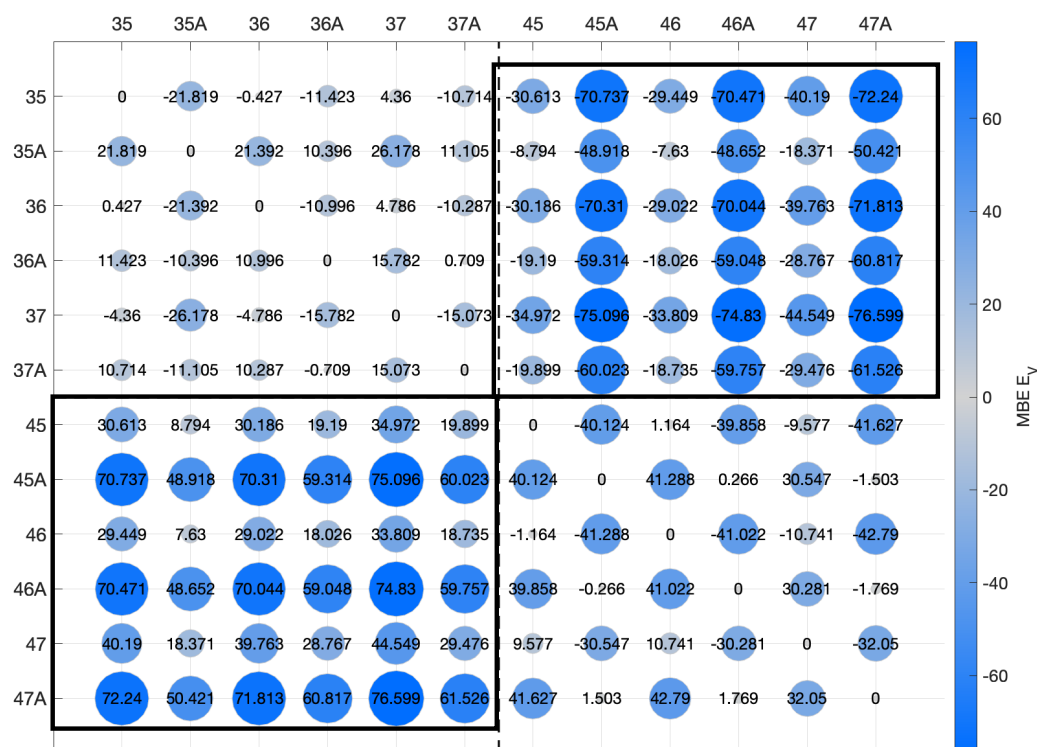 35 35A 36 36A 37 37A 45 45A 46 46A 47 47A
35 0 -21.819 -0.427 -11.423 4.36 -10.714 -30.613 -70.737 -29.449 -70.471 -40.19 -72.24
35A 21.819 0 21.392 10.396 26.178 11.105 -8.794 -48.918 -7.63 -48.652 -18.371 -50.421
36 0.427 -21.392 0 -10.996 4.786 -10.287 -30.186 -70.31 -29.022 -70.044 -39.763 -71.813
36A 11.423 -10.396 10.996 0 15.782 0.709 -19.19 -59.314 -18.026 -59.048 -28.767 -60.817
37 -4.36 -26.178 -4.786 -15.782 0 -15.073 -34.972 -75.096 -33.809 -74.83 -44.549 -76.599
37A 10.714 -11.105 10.287 -0.709 15.073 0 -19.899 -60.023 -18.735 -59.757 -29.476 -61.526
45 30.613 8.794 30.186 19.19 34.972 19.899 0 -40.124 1.164 -39.858 -9.577 -41.627
45A 70.737 48.918 70.31 59.314 75.096 60.023 40.124 0 41.288 0.266 30.547 -1.503
46 29.449 7.63 29.022 18.026 33.809 18.735 -1.164 -41.288 0 -41.022 -10.741 -42.79
46A 70.471 48.652 70.044 59.048 74.83 59.757 39.858 -0.266 41.022 0 30.281 -1.769
47 40.19 18.371 39.763 28.767 44.549 29.476 9.577 -30.547 10.741 -30.281 0 -32.05
47A 72.24 50.421 71.813 60.817 76.599 61.526 41.627 1.503 42.79 1.769 32.05 0
60
40
20
0
-20
-40
-60
MBE E_V